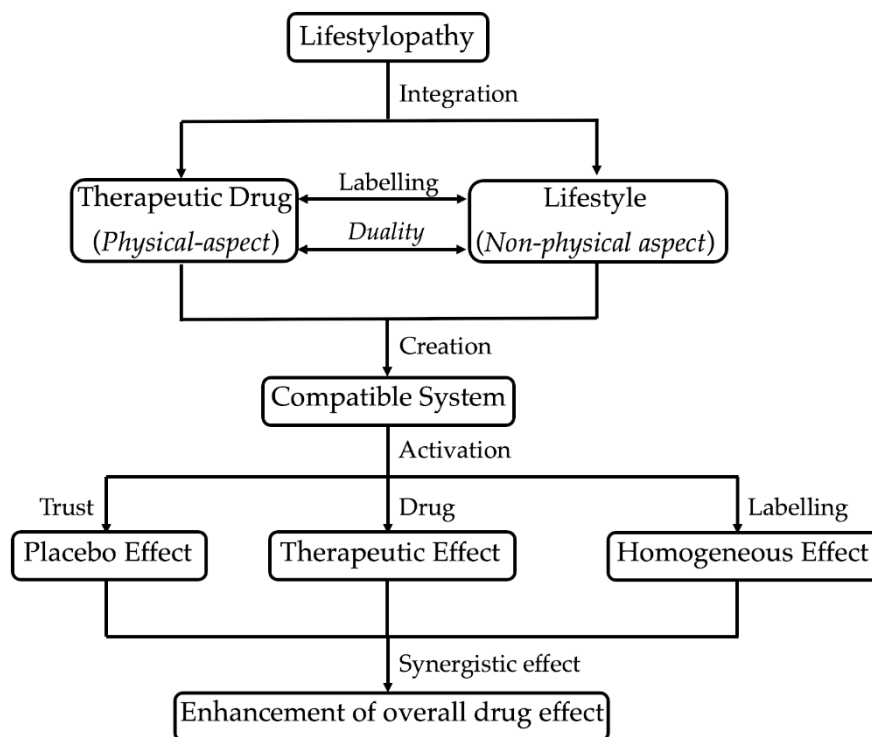 Lifestylopathy
Integration
Therapeutic Drug
(Physical-aspect)
Labelling
Duality
Lifestyle
(Non-physical aspect)
Creation
Compatible System
Activation
Trust
Drug
Labelling
Placebo Effect
Therapeutic Effect
Homogeneous Effect
Synergistic effect
Enhancement of overall drug effect